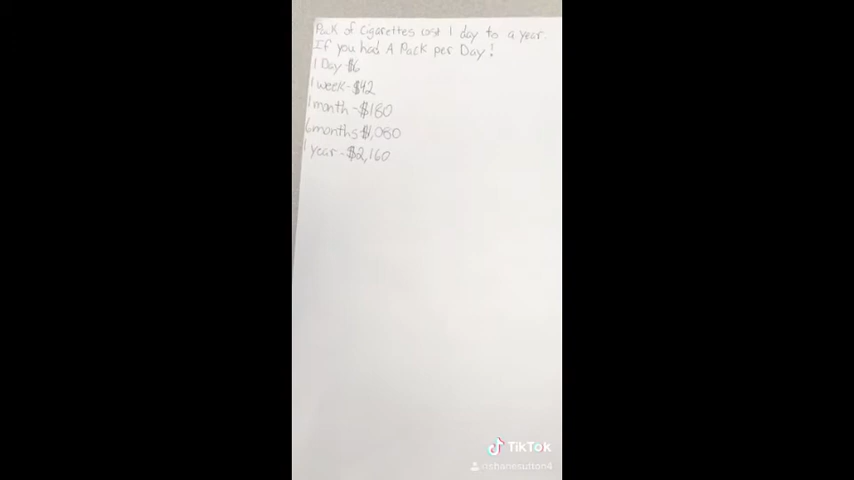 Pack of Cigarettes cost 1 day to a year.
If you had A Pack per Day!
1 Day $6
1 week-$42
1 month-$180
6 months-$1,080
1 year-$2,160
TikTok
@shanesutton4